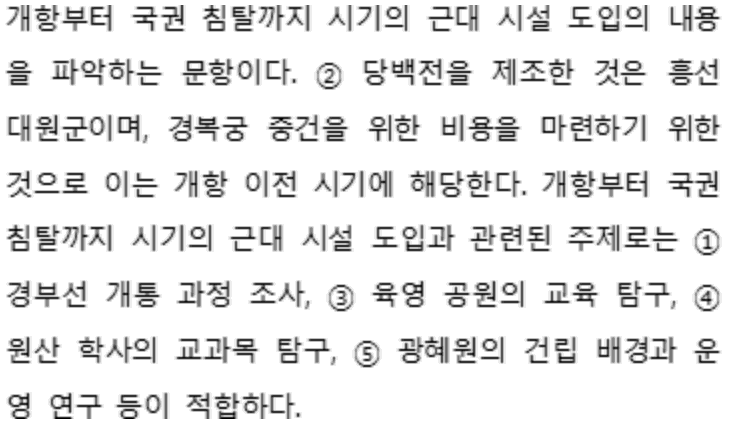 개항부터 국권 침탈까지 시기의 근대 시설 도입의 내용
을 파악하는 문항이다. ② 당백전을 제조한 것은 흥선
대원군이며, 경복궁 중건을 위한 비용을 마련하기 위한
것으로 이는 개항 이전 시기에 해당한다. 개항부터 국권
침탈까지 시기의 근대 시설 도입과 관련된 주제로는 ①
경부선 개통 과정 조사, ③ 육영 공원의 교육 탐구, ④
원산 학사의 교과목 탐구, ⑤ 광혜원의 건립 배경과 운
영 연구 등이 적합하다.